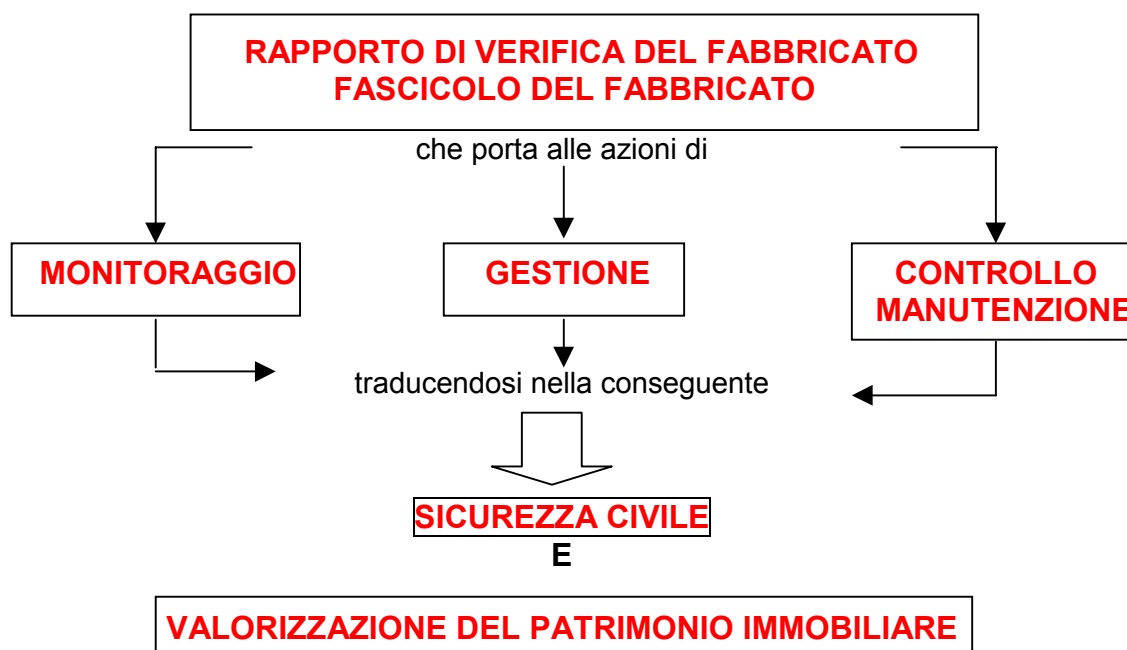 RAPPORTO DI VERIFICA DEL FABBRICATO
FASCICOLO DEL FABBRICATO
che porta alle azioni di
MONITORAGGIO
GESTIONE
CONTROLLO
MANUTENZIONE
traducendosi nella conseguente
SICUREZZA CIVILE
E
VALORIZZAZIONE DEL PATRIMONIO IMMOBILIARE